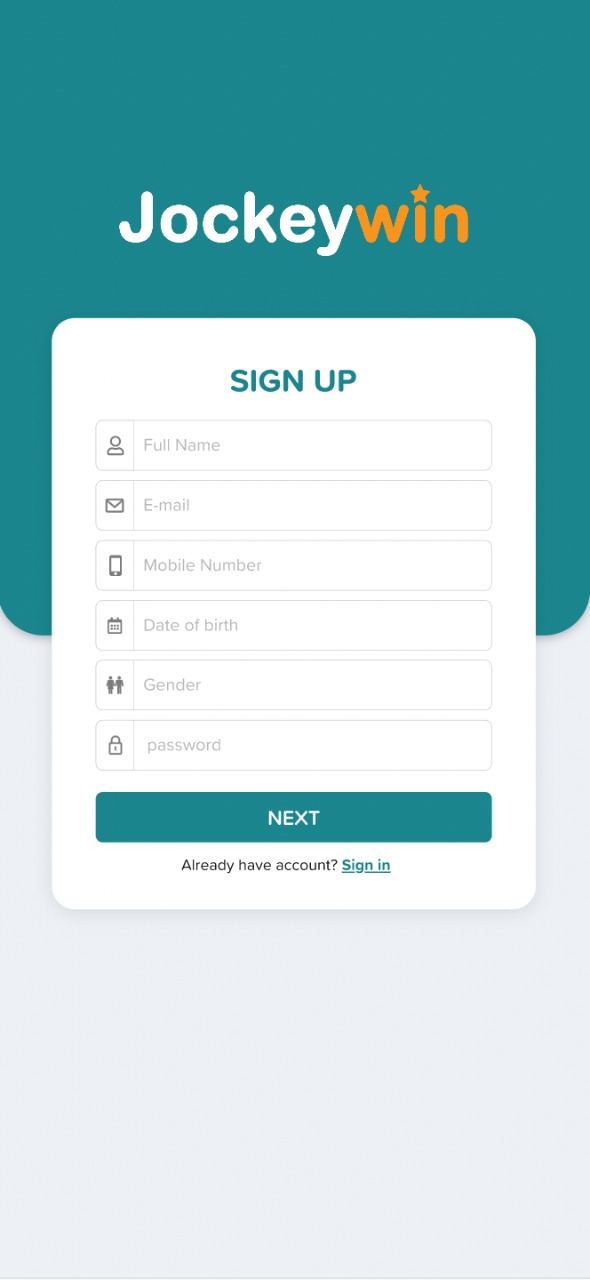 Jockeywin
SIGN UP
Full Name
E-mail
Mobile Number
Date of birth
Gender
password
NEXT
Already have account? Sign in